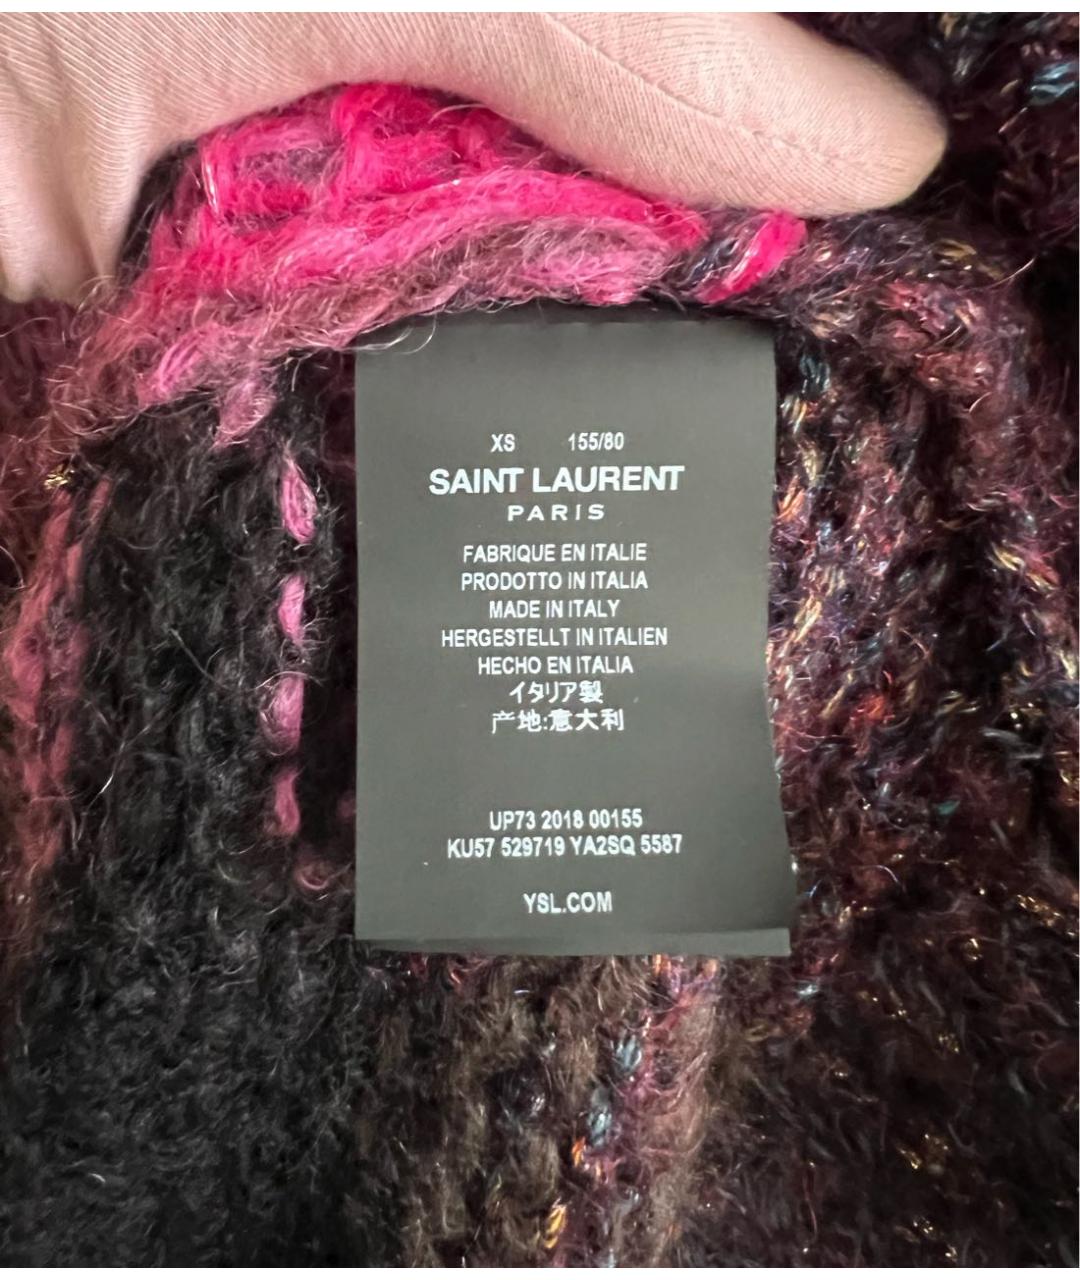 XS 155/80
SAINT LAURENT
PARIS
FABRIQUE EN ITALIE
PRODOTTO IN ITALIA
MADE IN ITALY
HERGESTELLT IN ITALIEN
HECHO EN ITALIA
イタリア製
产地:意大利
UP73 2018 00155
KU57 529719 YA2SQ 5587
YSL.COM